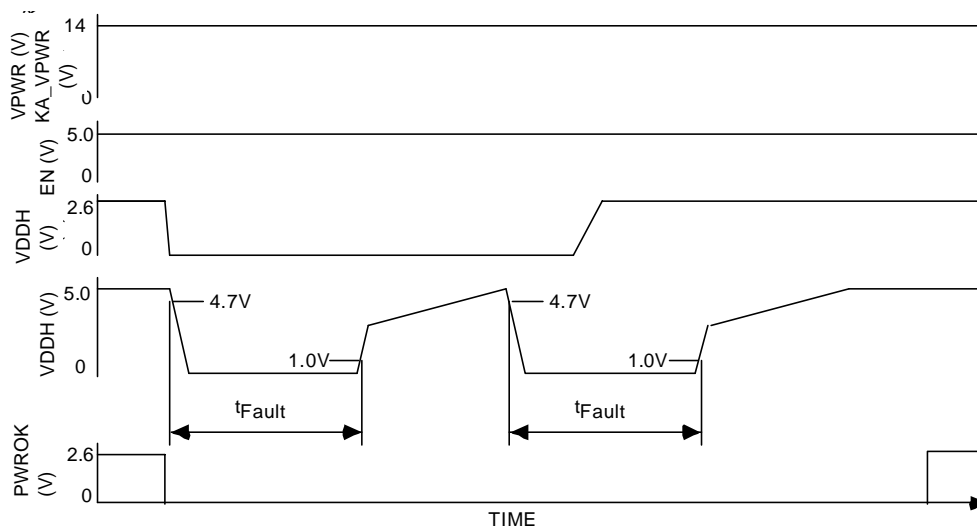 VPWR (V)
KA_VPWR
(V)
14
0
EN (V)
5.0
0
VDDH
(V)
2.6
0
VDDH (V)
5.0
4.7V
4.7V
0
1.0V
1.0V
tFault
tFault
PWROK
(V)
2.6
0
TIME